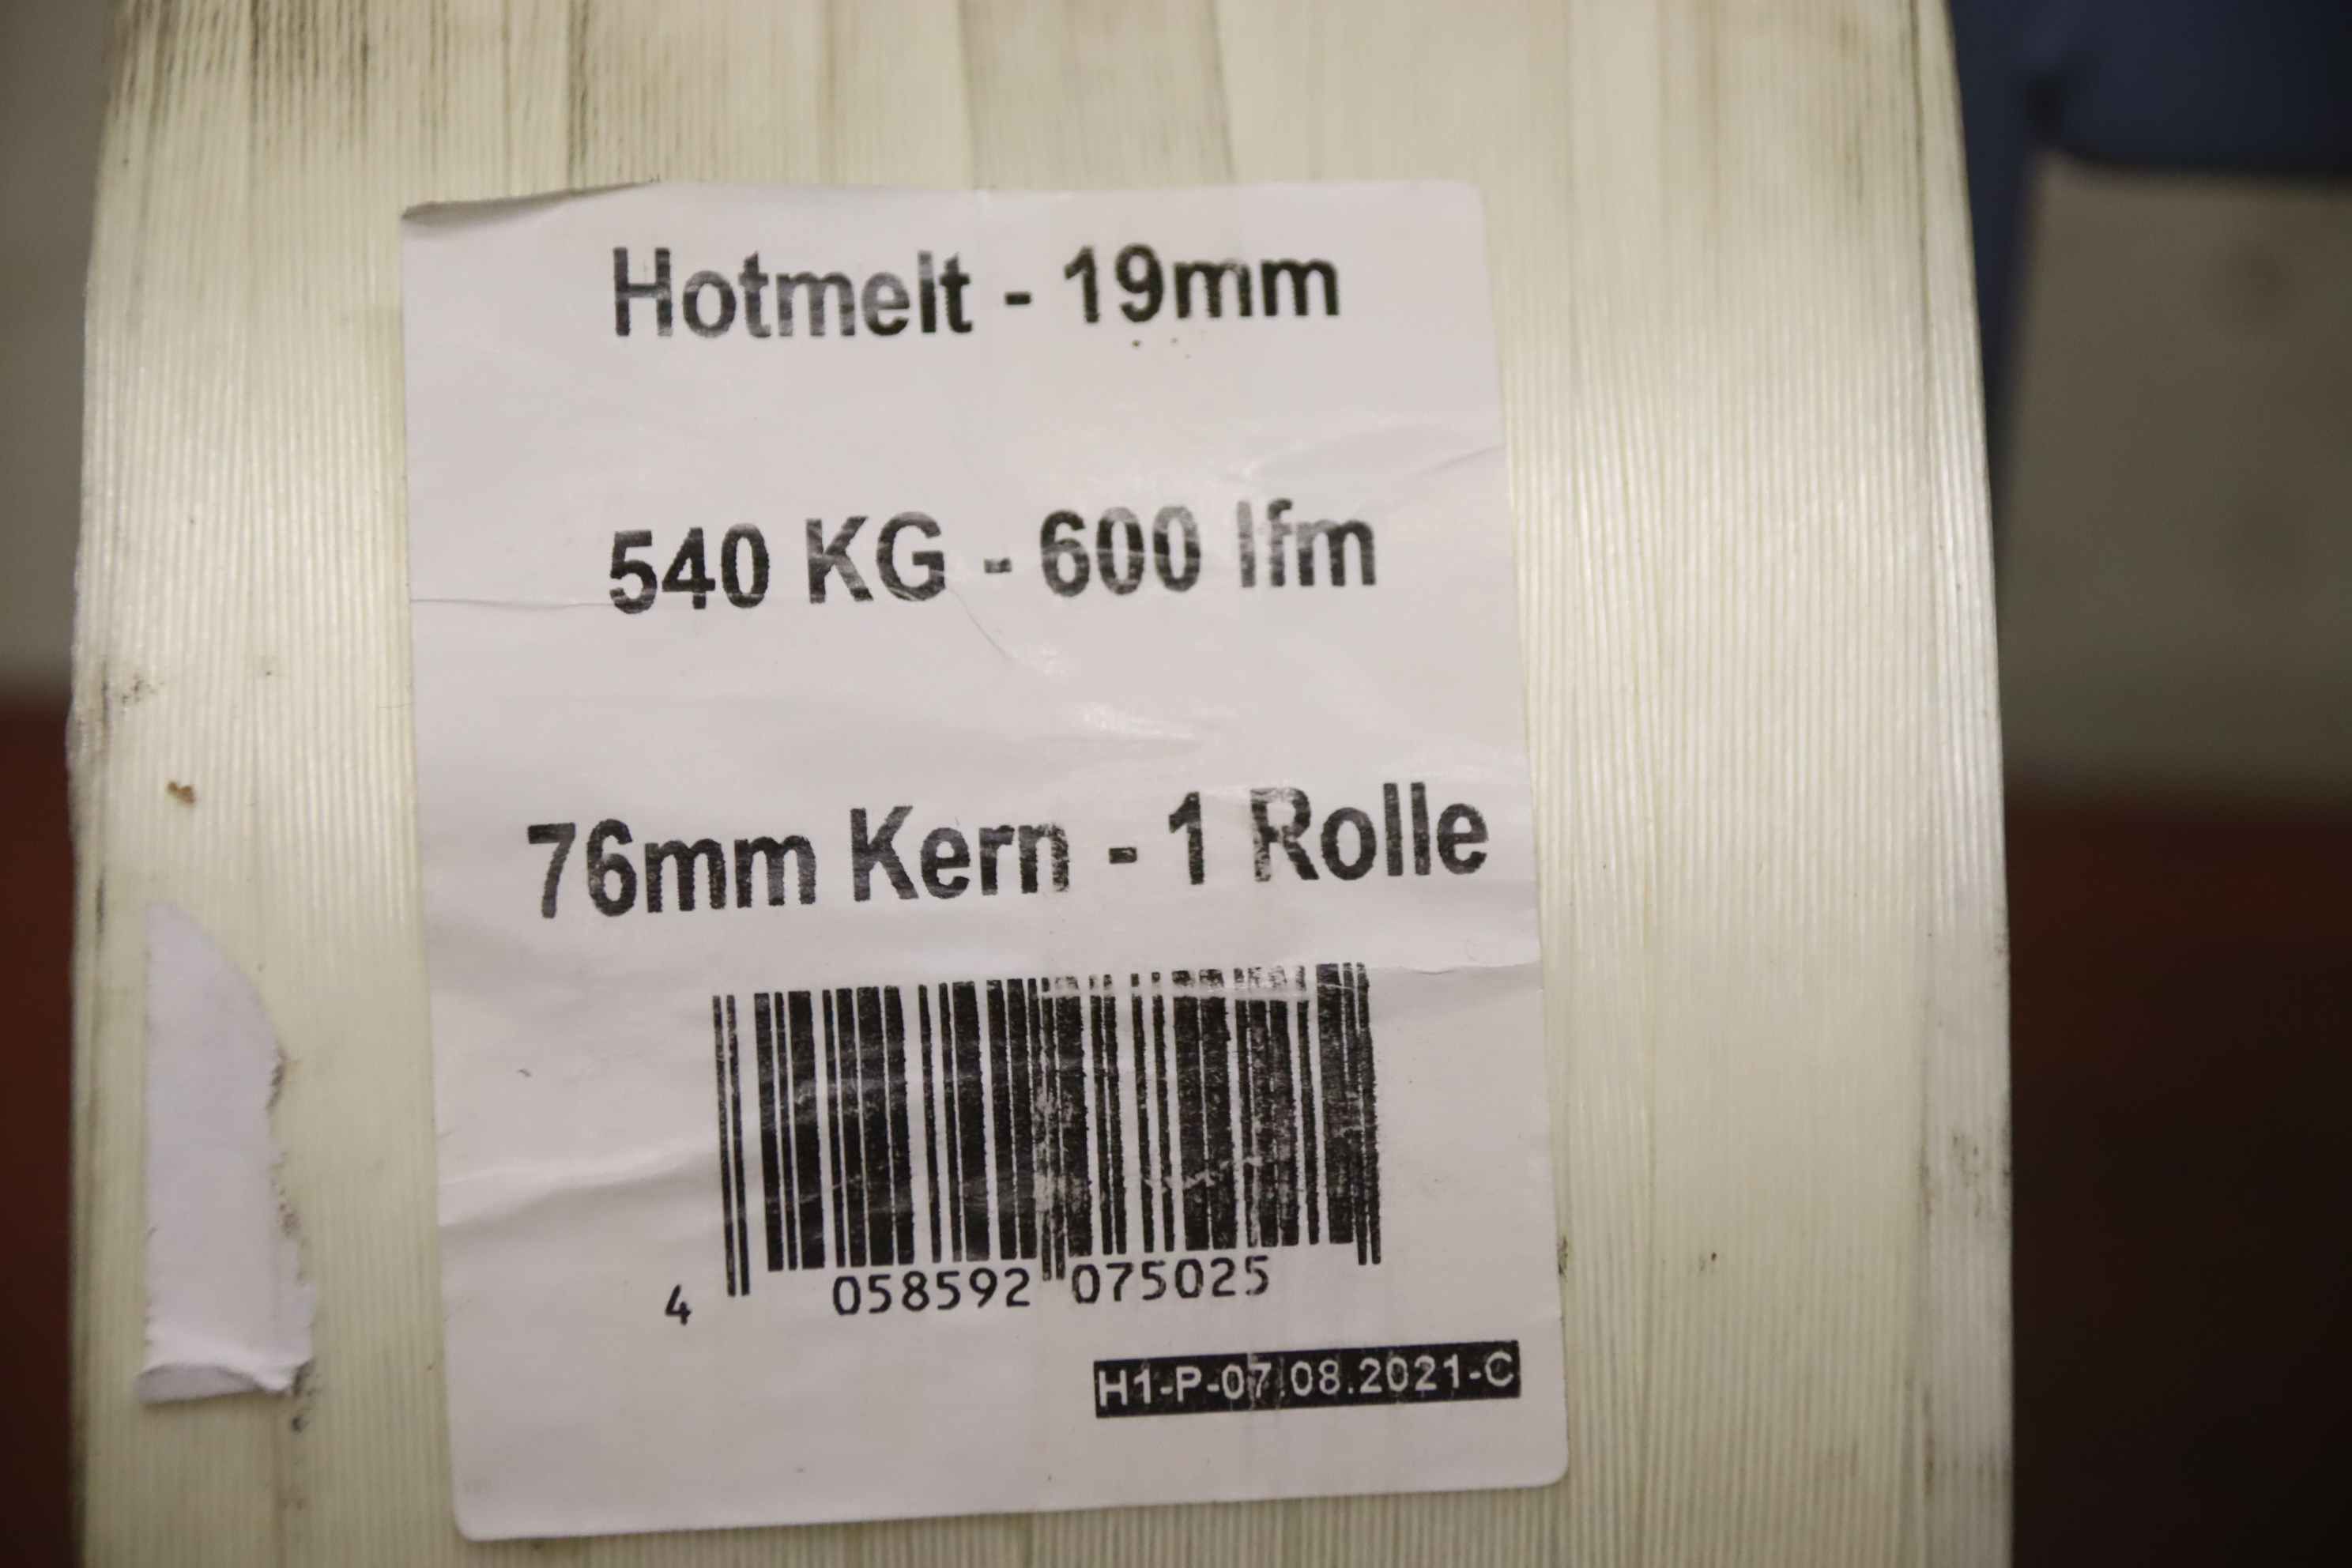 Hotmelt - 19mm
540 KG - 600 lfm
76mm Kern - 1 Rolle
4 058592 075025
H1-P-07.08.2021-C